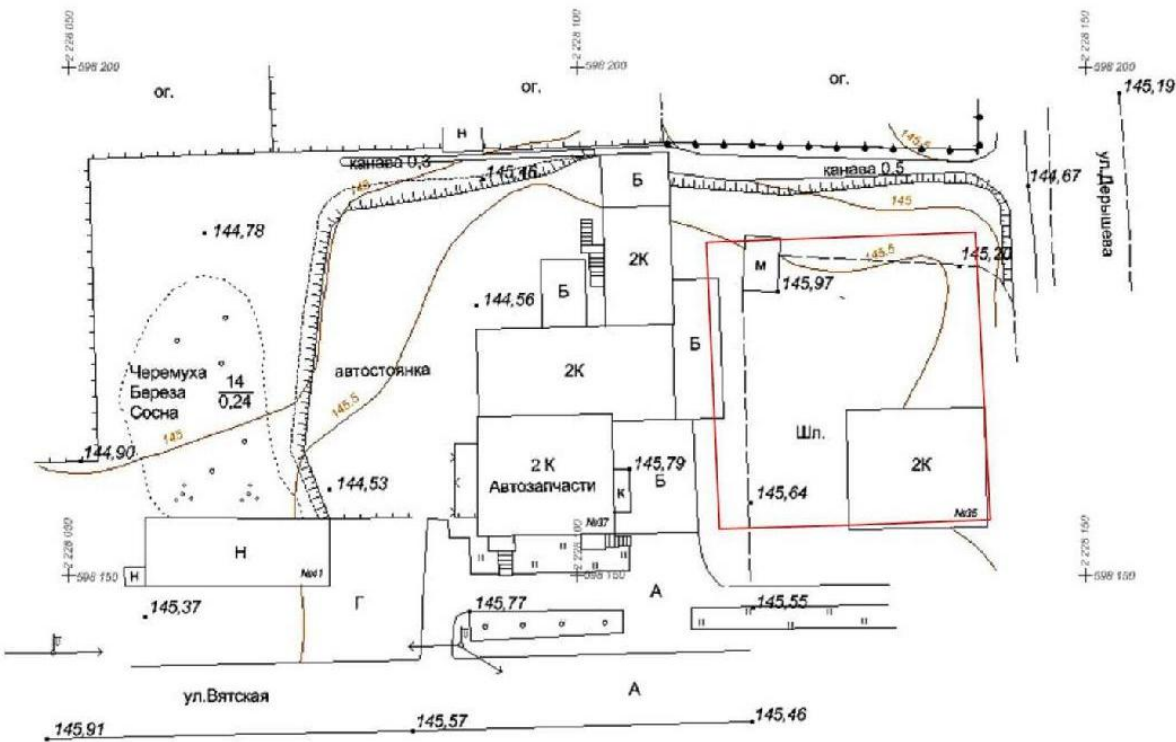 2 228 050
598 200
2 228 100
598 200
2 228 150
598 200
145,19
ог.
ог.
ог.
н
145,5
канава 0,3
145,16
145
канава 0,5
145
144,67
ул.Дерышева
Б
144,78
2К
м
145,5
145,20
145,97
Б
144,56
Б
Черемуха
Береза
Сосна
14
0,24
автостоянка
2К
145,5
145
144,90
Шл.
2К
№35
2 К
Автозапчасти
№37
145,79
к
Б
144,53
145,64
2 228 050
598 150
Н
н
№41
2 228 100
598 150
2 228 150
598 150
Г
А
145,37
145,77
145,55
ул.Вятская
А
145,91
145,57
145,46